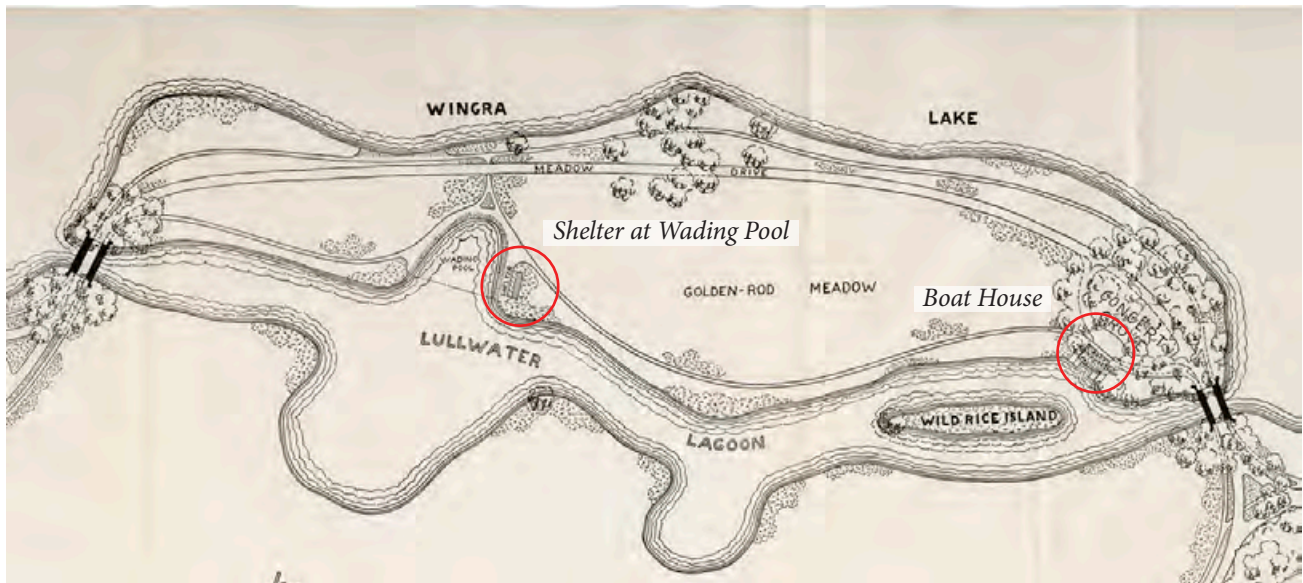 WINGRA
LAKE
MEADOW DRIVE
Shelter at Wading Pool
WADING
POOL
GOLDEN-ROD MEADOW
Boat House
LULLWATER
LAGOON
WILD RICE ISLAND